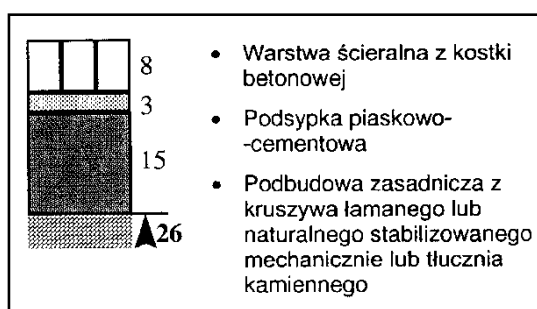 8
3
15
26
• Warstwa ścieralna z kostki
betonowej
• Podsypka piaskowo-
-cementowa
• Podbudowa zasadnicza z
kruszywa łamanego lub
naturalnego stabilizowanego
mechanicznie lub tłucznia
kamiennego